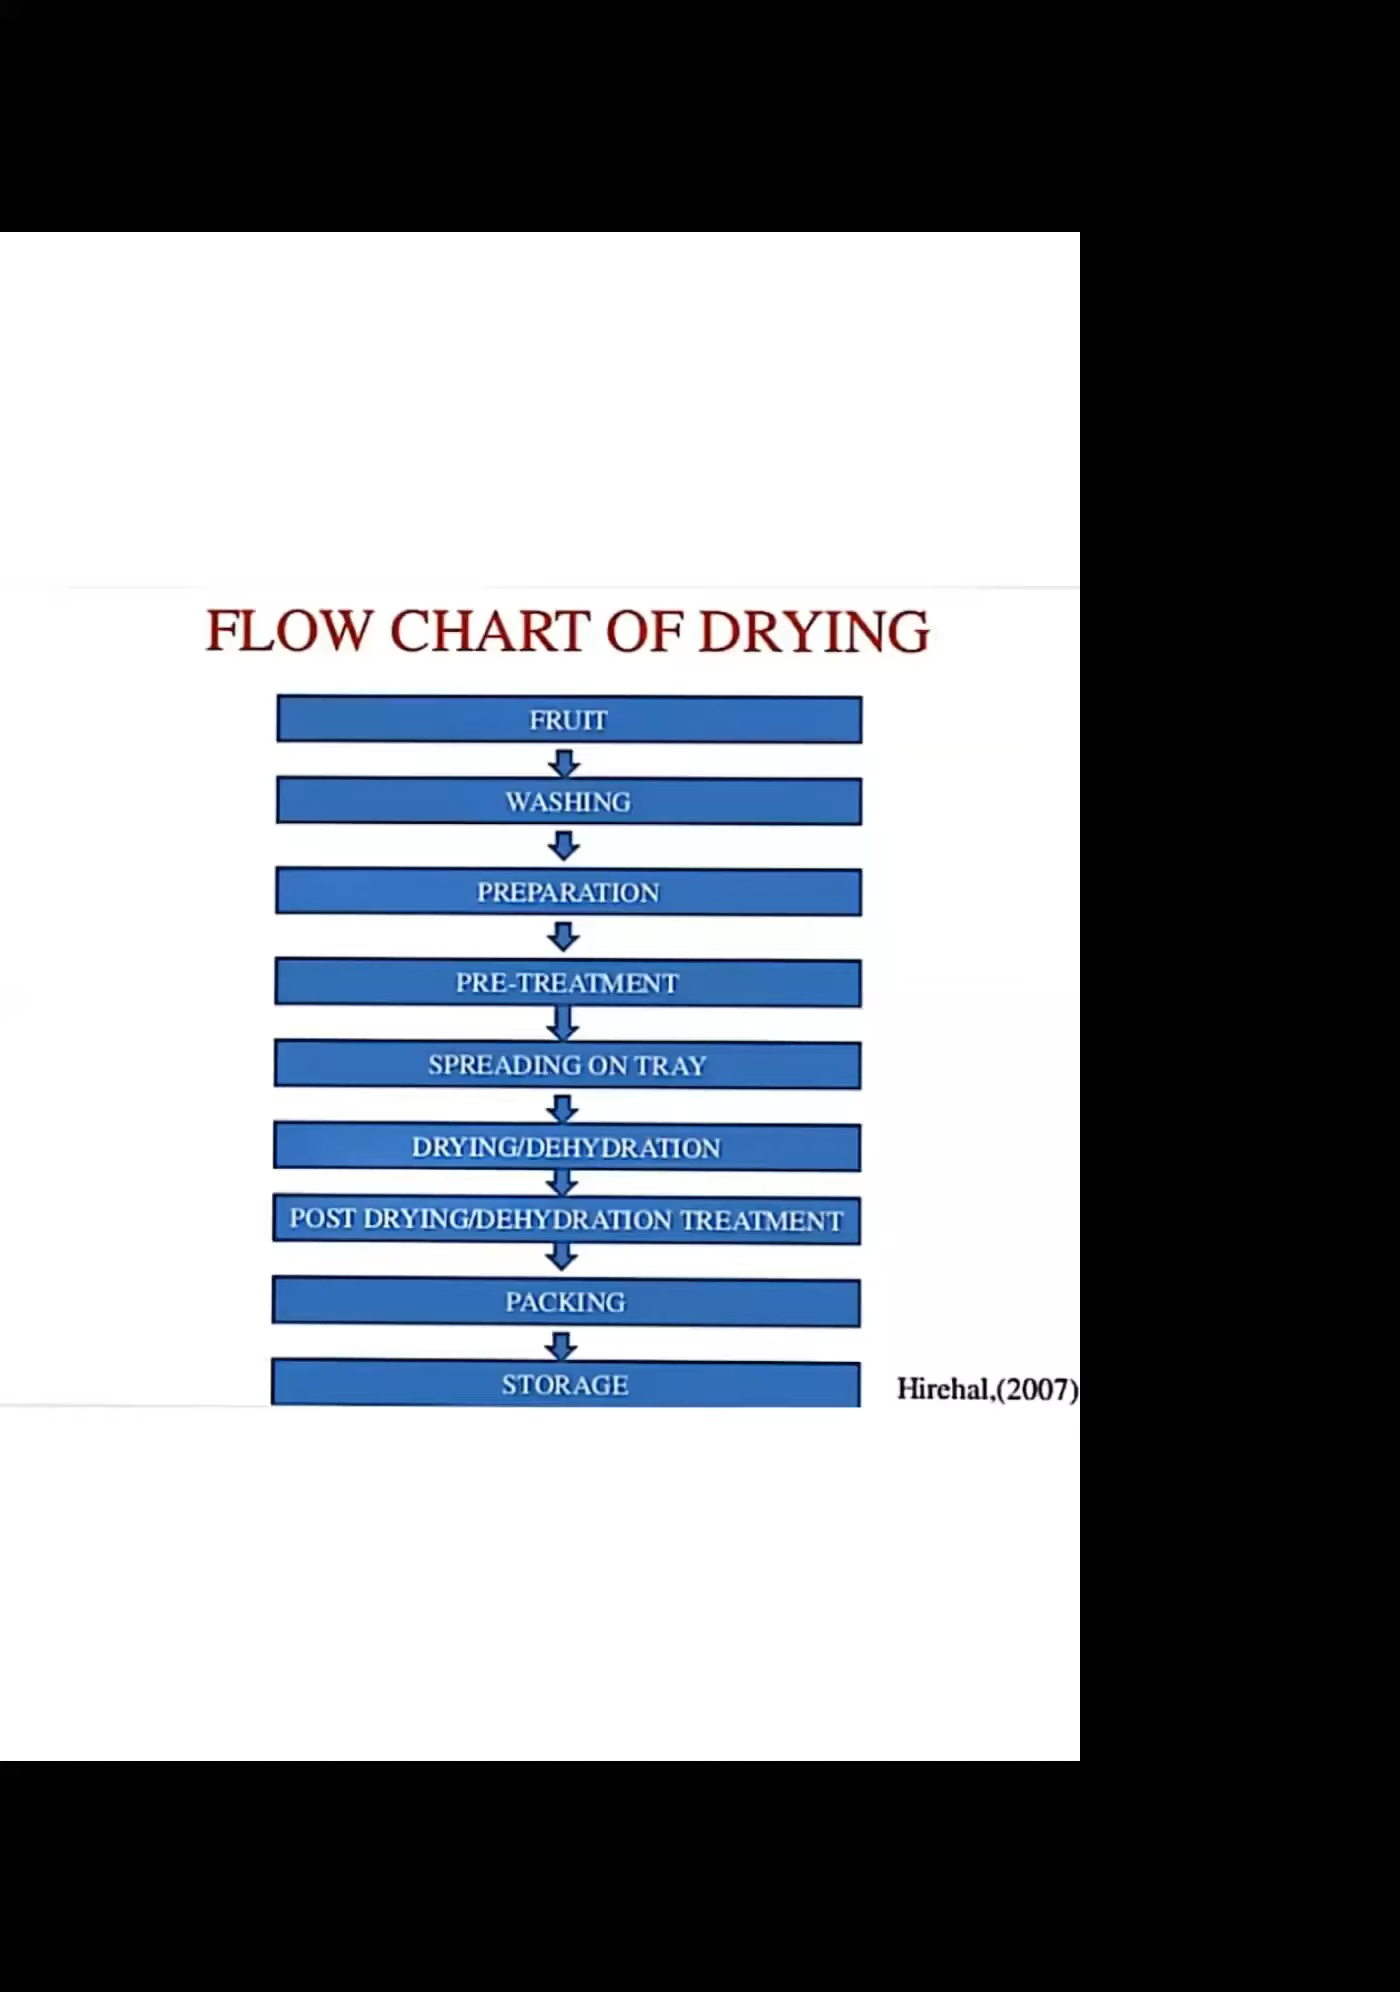 FLOW CHART OF DRYING
FRUIT
WASHING
PREPARATION
PRE-TREATMENT
SPREADING ON TRAY
DRYING/DEHYDRATION
POST DRYING/DEHYDRATION TREATMENT
PACKING
STORAGE
Hirehal,(2007)